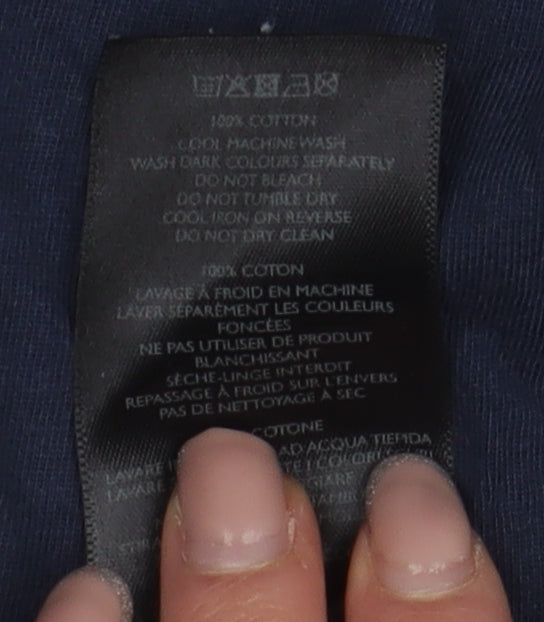 100% COTTON
COOL MACHINE WASH
WASH DARK COLOURS SEPARATELY
DO NOT BLEACH
DO NOT TUMBLE DRY
COOL IRON ON REVERSE
DO NOT DRY CLEAN
100% COTON
LAVAGE À FROID EN MACHINE
LAVER SÉPARÉMENT LES COULEURS
FONCÉES
NE PAS UTILISER DE PRODUIT
BLANCHISSANT
SÈCHE-LINGE INTERDIT
REPASSAGE À FROID SUR L'ENVERS
PAS DE NETTOYAGE À SEC
COTONE
LAVARE AD ACQUA TIEPIDA
LAVARE